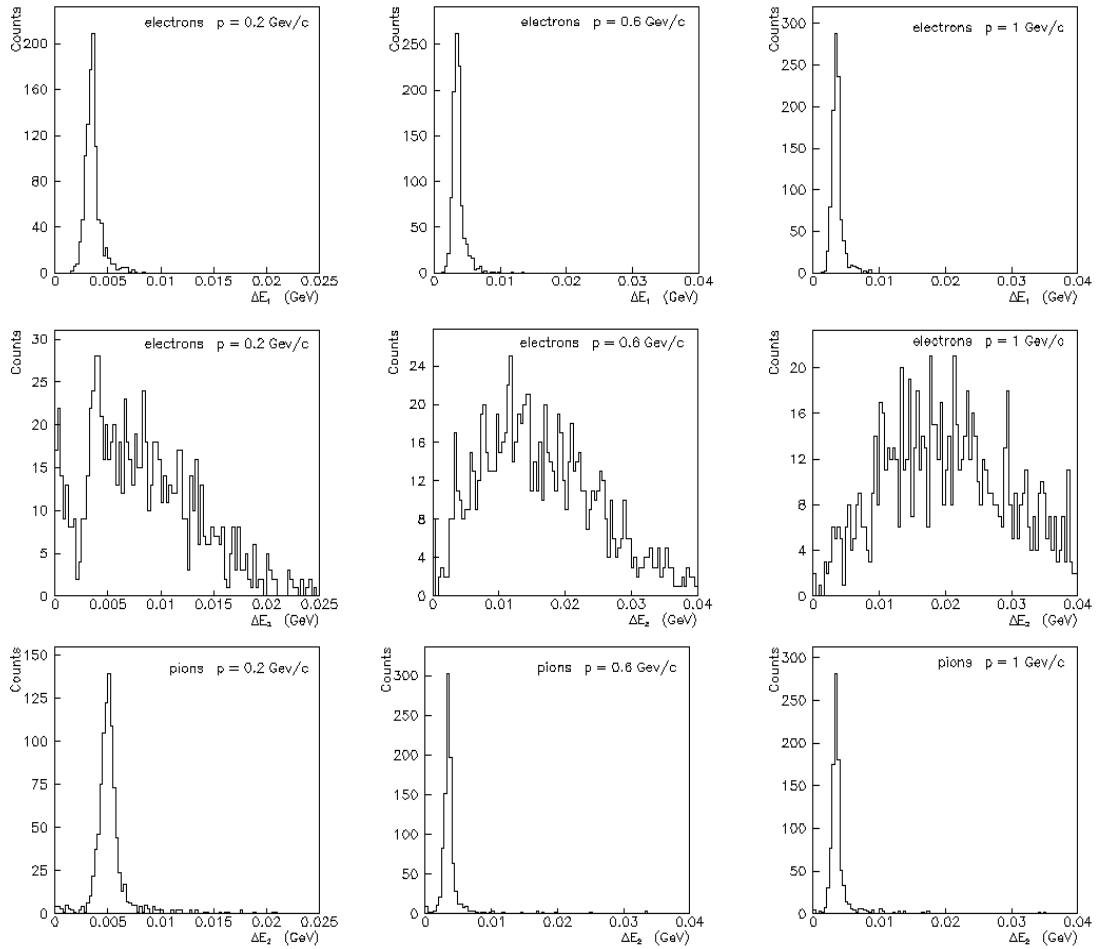 Counts
electrons p = 0.2 Gev/c
200
160
120
80
40
0
0 0.005 0.01 0.015 0.02 0.025
ΔE₁ (GeV)
Counts
electrons p = 0.6 Gev/c
250
200
150
100
50
0
0 0.01 0.02 0.03 0.04
ΔE₁ (GeV)
Counts
electrons p = 1 Gev/c
300
250
200
150
100
50
0
0 0.01 0.02 0.03 0.04
ΔE₁ (GeV)
Counts
electrons p = 0.2 Gev/c
30
25
20
15
10
5
0
0 0.005 0.01 0.015 0.02 0.025
ΔE₂ (GeV)
Counts
electrons p = 0.6 Gev/c
24
20
16
12
8
4
0
0 0.01 0.02 0.03 0.04
ΔE₂ (GeV)
Counts
electrons p = 1 Gev/c
20
16
12
8
4
0
0 0.01 0.02 0.03 0.04
ΔE₂ (GeV)
Counts
pions p = 0.2 Gev/c
150
125
100
75
50
25
0
0 0.005 0.01 0.015 0.02 0.025
ΔE₂ (GeV)
Counts
pions p = 0.6 Gev/c
300
250
200
150
100
50
0
0 0.01 0.02 0.03 0.04
ΔE₂ (GeV)
Counts
pions p = 1 Gev/c
300
250
200
150
100
50
0
0 0.01 0.02 0.03 0.04
ΔE₂ (GeV)